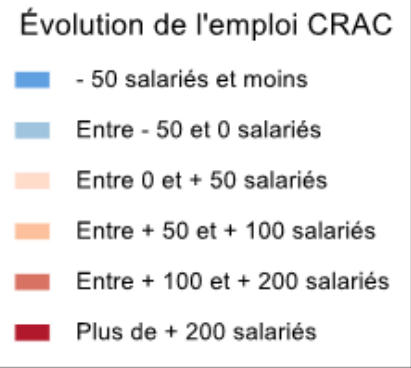 Évolution de l'emploi CRAC
- 50 salariés et moins
Entre - 50 et 0 salariés
Entre 0 et + 50 salariés
Entre + 50 et + 100 salariés
Entre + 100 et + 200 salariés
Plus de + 200 salariés